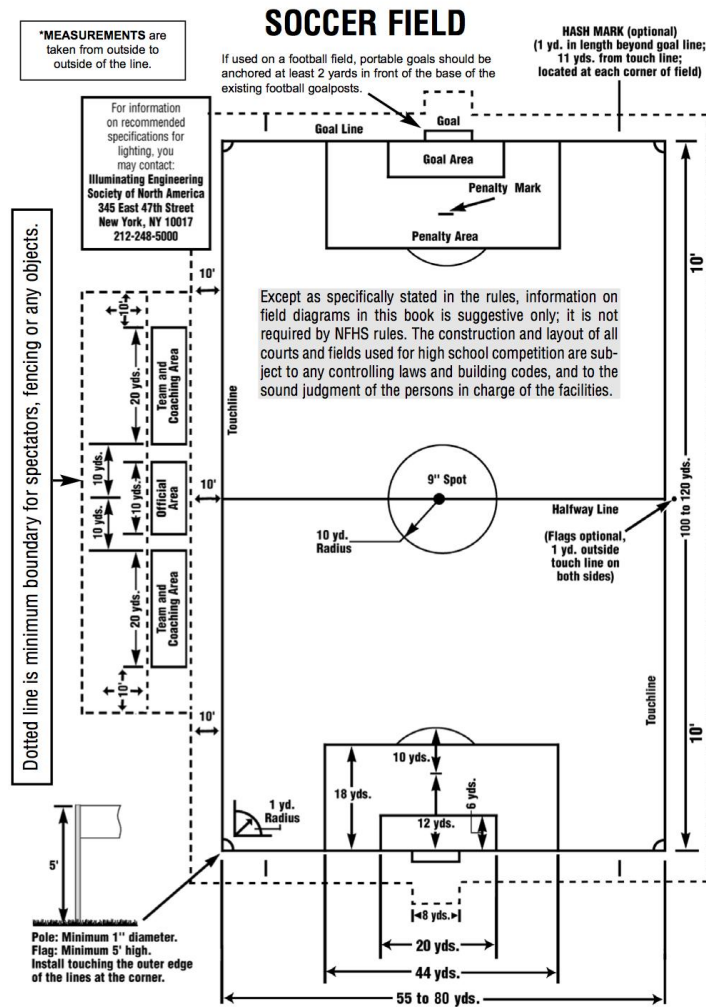 SOCCER FIELD
*MEASUREMENTS are
taken from outside to
outside of the line.
If used on a football field, portable goals should be
anchored at least 2 yards in front of the base of the
existing football goalposts.
HASH MARK (optional)
(1 yd. in length beyond goal line;
11 yds. from touch line;
located at each corner of field)
For information
on recommended
specifications for
lighting, you
may contact:
Illuminating Engineering
Society of North America
345 East 47th Street
New York, NY 10017
212-248-5000
Goal Line
Goal
Goal Area
Penalty Mark
Penalty Area
Dotted line is minimum boundary for spectators, fencing or any objects.
10'
10'
Except as specifically stated in the rules, information on
field diagrams in this book is suggestive only; it is not
required by NFHS rules. The construction and layout of all
courts and fields used for high school competition are sub-
ject to any controlling laws and building codes, and to the
sound judgment of the persons in charge of the facilities.
10'
20 yds.
Team and
Coaching Area
Touchline
10 yds.
10 yds.
10 yds.
Official
Area
10'
9" Spot
10 yd.
Radius
Halfway Line
(Flags optional,
1 yd. outside
touch line on
both sides)
100 to 120 yds.
20 yds.
Team and
Coaching Area
10'
10'
Touchline
10'
10 yds.
18 yds.
12 yds.
6 yds.
1 yd.
Radius
5'
Pole: Minimum 1" diameter.
Flag: Minimum 5' high.
Install touching the outer edge
of the lines at the corner.
8 yds.
20 yds.
44 yds.
55 to 80 yds.